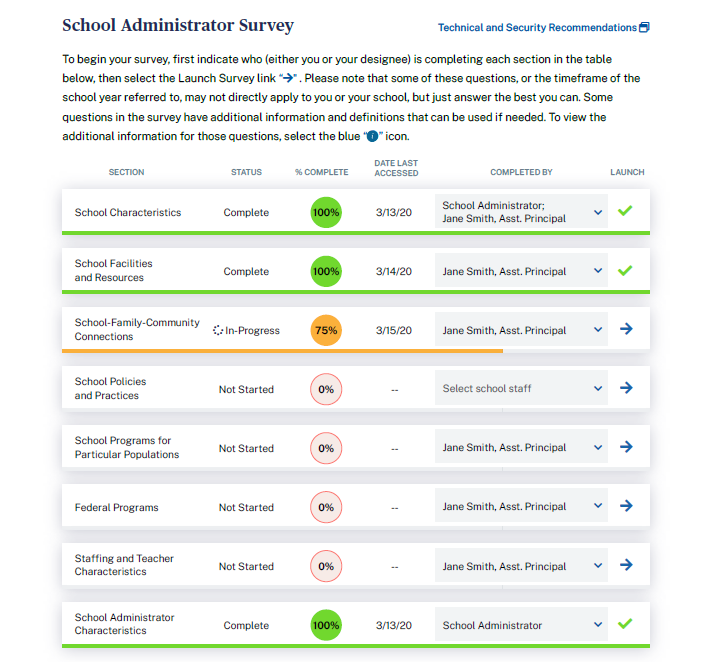 School Administrator Survey
Technical and Security Recommendations
To begin your survey, first indicate who (either you or your designee) is completing each section in the table
below, then select the Launch Survey link “→” . Please note that some of these questions, or the timeframe of the
school year referred to, may not directly apply to you or your school, but just answer the best you can. Some
questions in the survey have additional information and definitions that can be used if needed. To view the
additional information for those questions, select the blue “i” icon.
SECTION STATUS % COMPLETE DATE LAST ACCESSED COMPLETED BY LAUNCH
School Characteristics Complete 100% 3/13/20 School Administrator;
Jane Smith, Asst. Principal
School Facilities
and Resources Complete 100% 3/14/20 Jane Smith, Asst. Principal
School-Family-Community
Connections In-Progress 75% 3/15/20 Jane Smith, Asst. Principal
School Policies
and Practices Not Started 0% -- Select school staff
School Programs for
Particular Populations Not Started 0% -- Jane Smith, Asst. Principal
Federal Programs Not Started 0% -- Jane Smith, Asst. Principal
Staffing and Teacher
Characteristics Not Started 0% -- Jane Smith, Asst. Principal
School Administrator
Characteristics Complete 100% 3/13/20 School Administrator